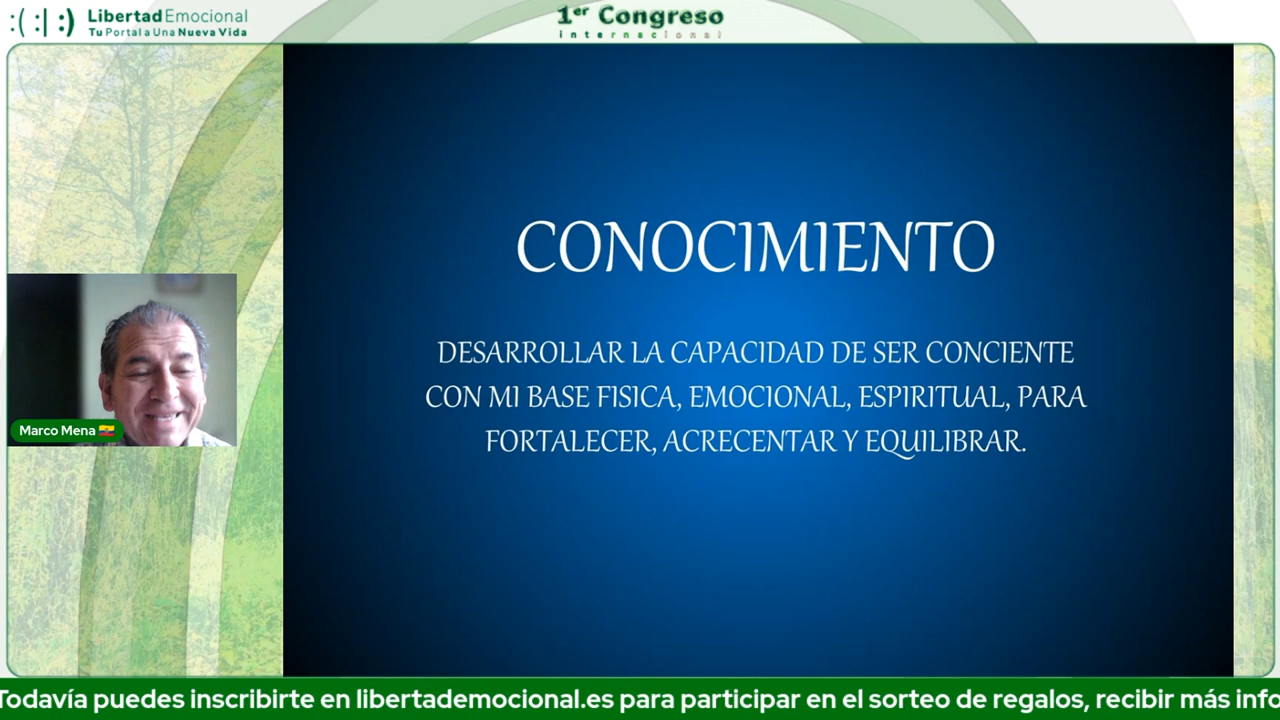 :( | :) LibertadEmocional
Tu Portal a Una Nueva Vida
1er Congreso
internacional
CONOCIMIENTO
DESARROLLAR LA CAPACIDAD DE SER CONCIENTE
CON MI BASE FISICA, EMOCIONAL, ESPIRITUAL, PARA
FORTALECER, ACRECENTAR Y EQUILIBRAR.
Marco Mena
Todavía puedes inscribirte en libertademocional.es para participar en el sorteo de regalos, recibir más info